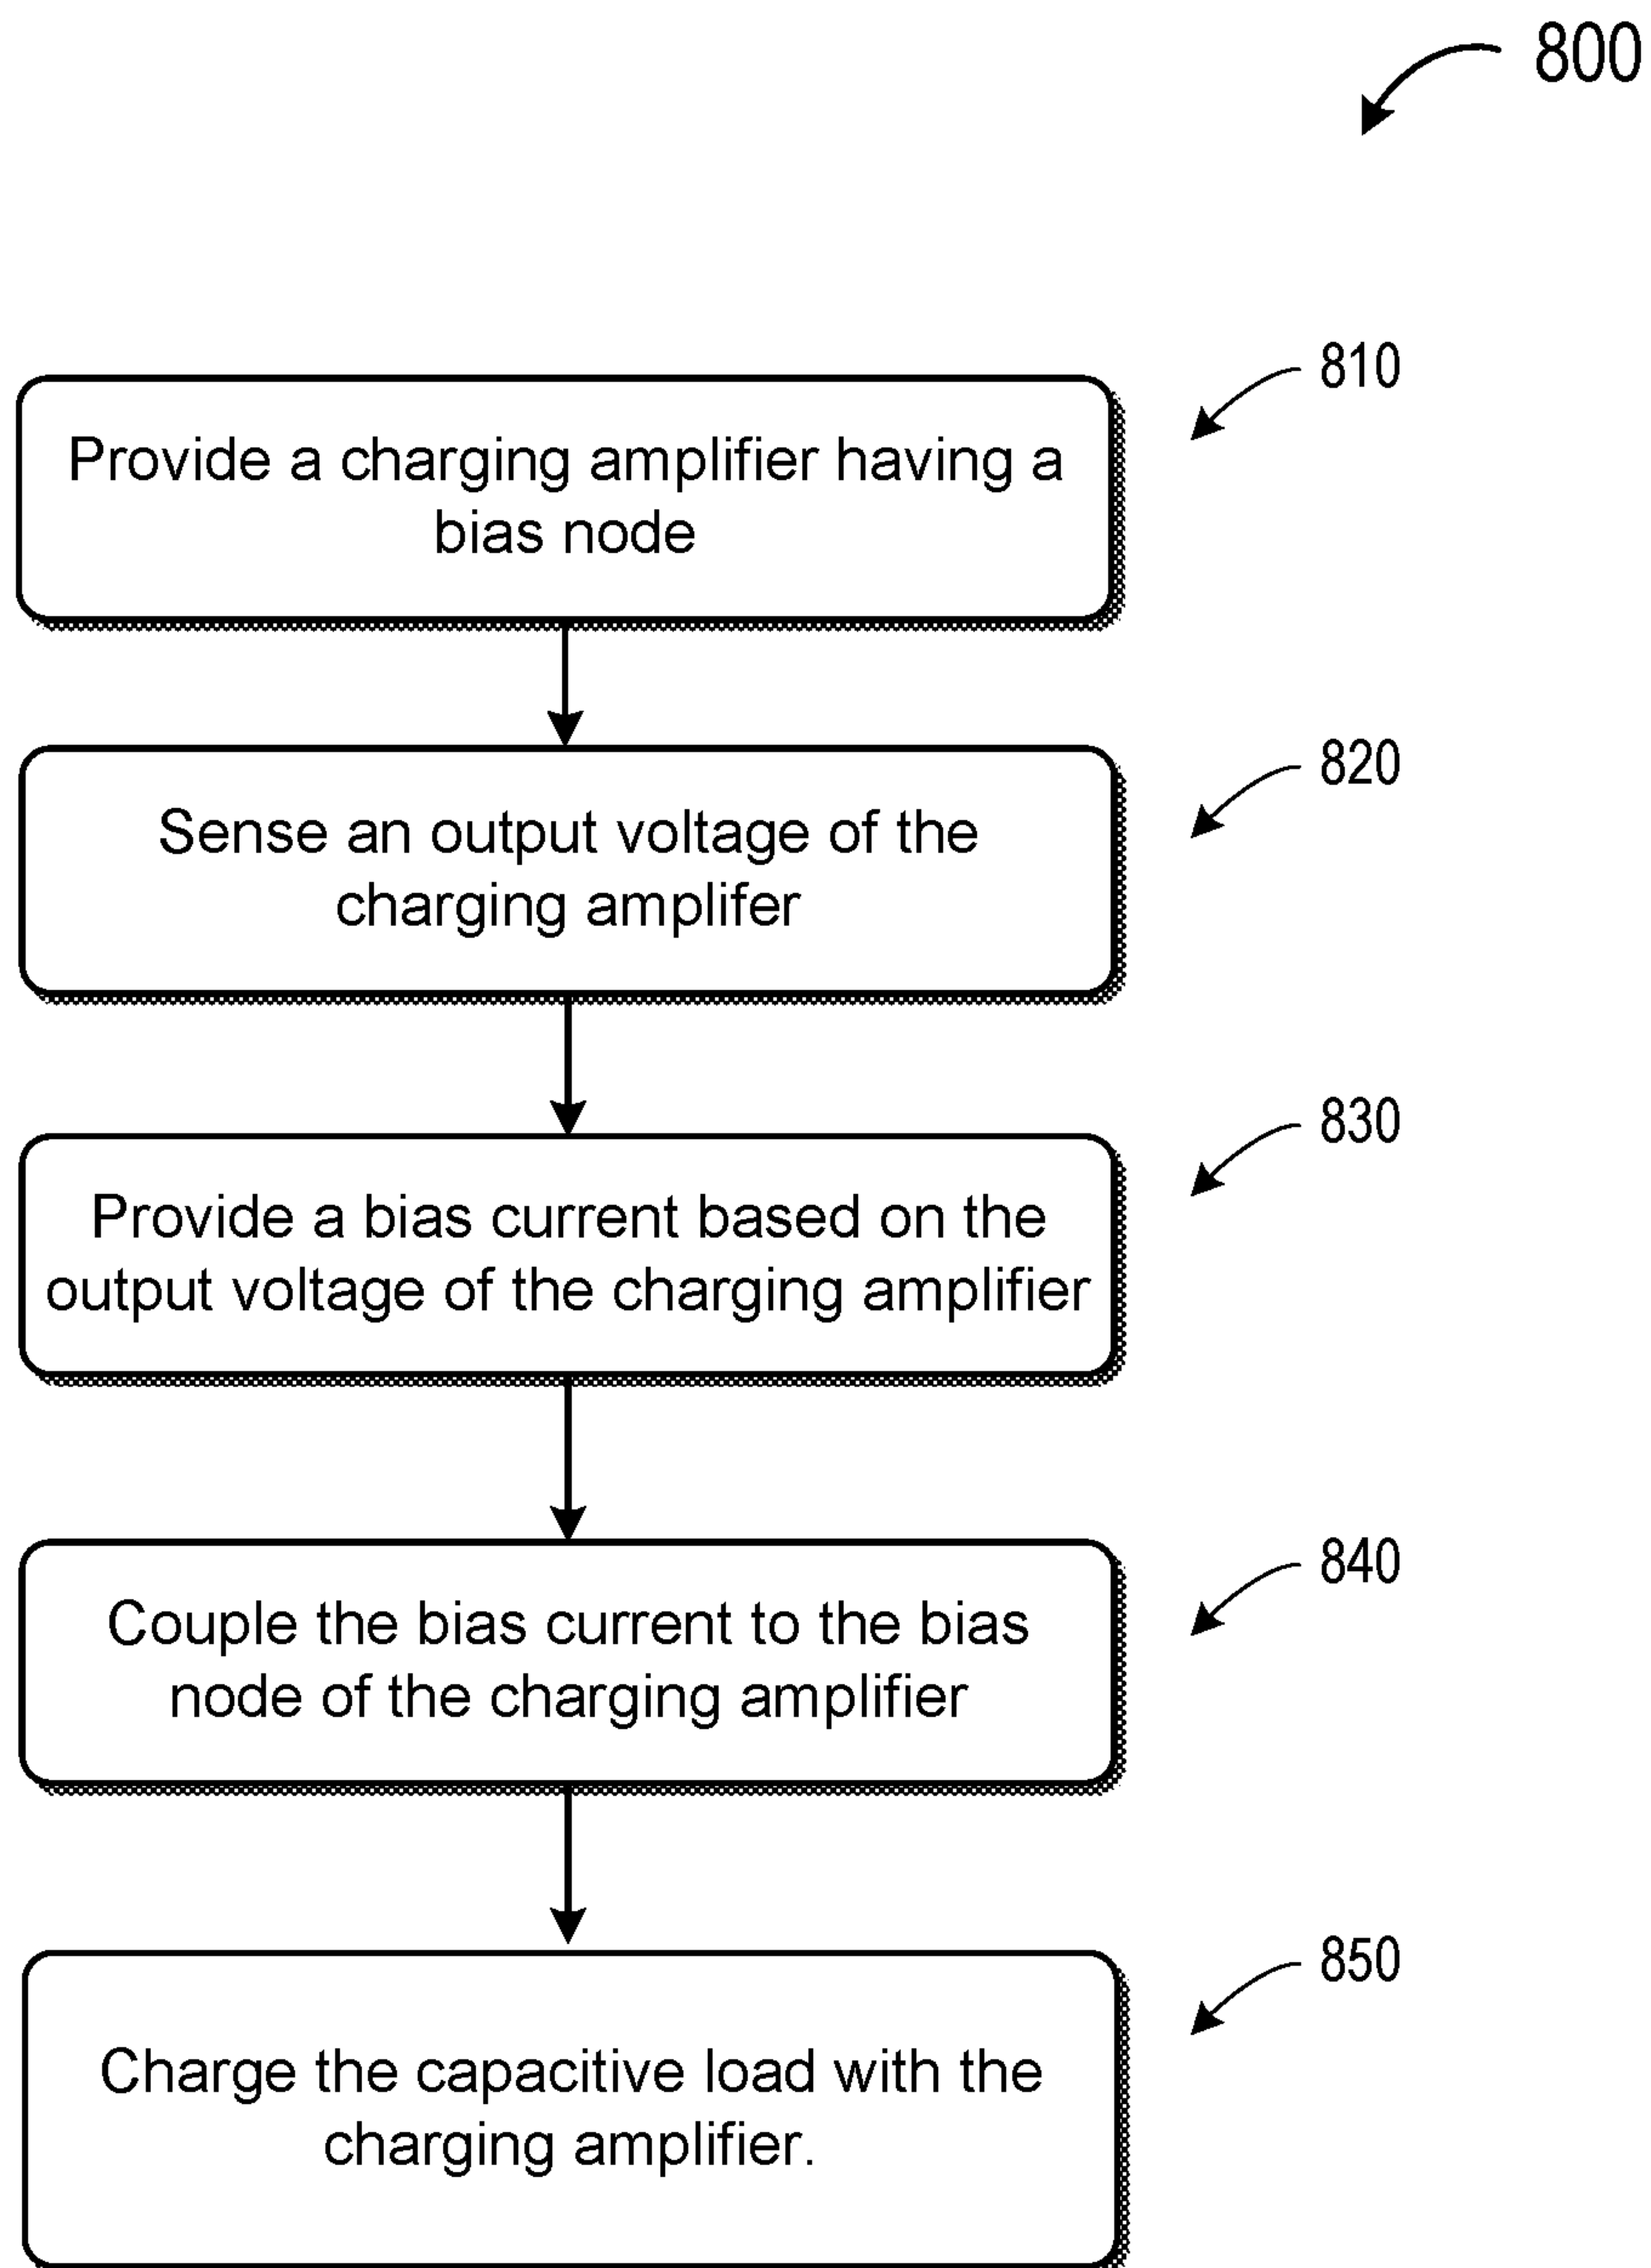 800
810
Provide a charging amplifier having a
bias node
820
Sense an output voltage of the
charging amplifer
830
Provide a bias current based on the
output voltage of the charging amplifier
840
Couple the bias current to the bias
node of the charging amplifier
850
Charge the capacitive load with the
charging amplifier.